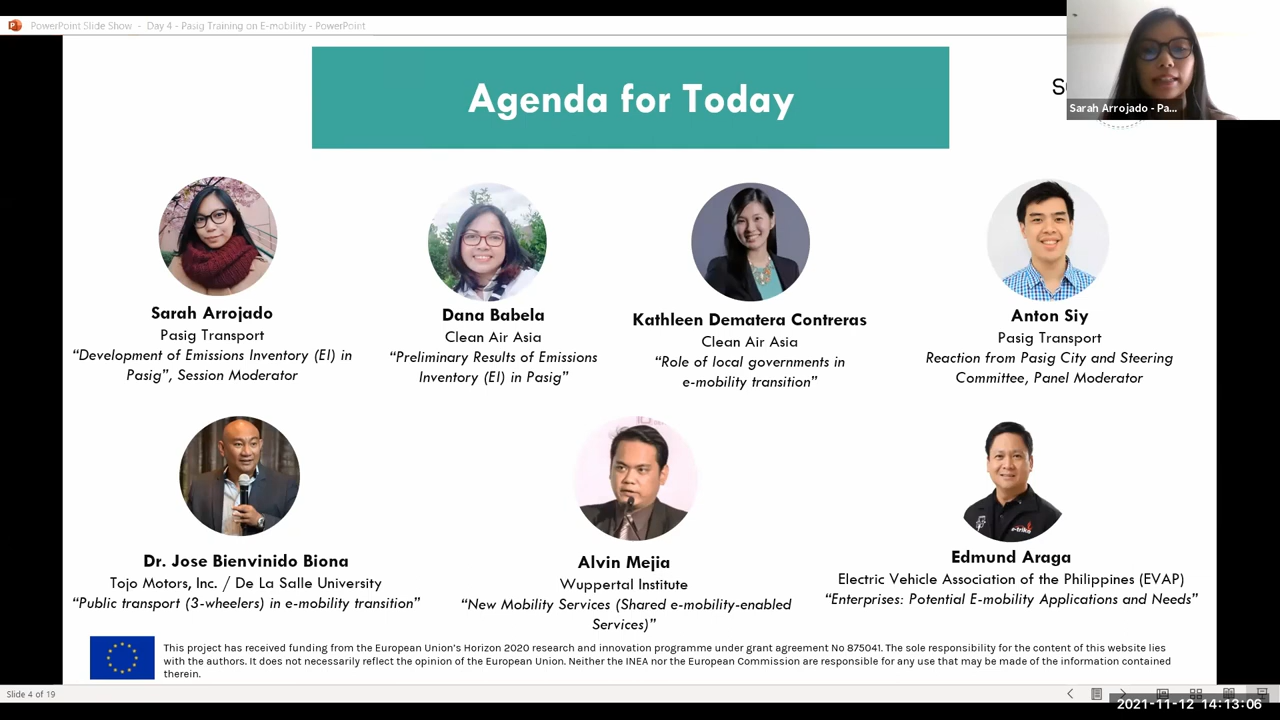 PowerPoint Slide Show - Day 4 - Pasig Training on E-mobility - PowerPoint
Agenda for Today
Sarah Arrojado - Pa...
Sarah Arrojado
Pasig Transport
“Development of Emissions Inventory (EI) in
Pasig”, Session Moderator
Dana Babela
Clean Air Asia
“Preliminary Results of Emissions
Inventory (EI) in Pasig”
Kathleen Dematera Contreras
Clean Air Asia
“Role of local governments in
e-mobility transition”
Anton Siy
Pasig Transport
Reaction from Pasig City and Steering
Committee, Panel Moderator
e-trike
Dr. Jose Bienvinido Biona
Tojo Motors, Inc. / De La Salle University
“Public transport (3-wheelers) in e-mobility transition”
Alvin Mejia
Wuppertal Institute
“New Mobility Services (Shared e-mobility-enabled
Services)”
Edmund Araga
Electric Vehicle Association of the Philippines (EVAP)
“Enterprises: Potential E-mobility Applications and Needs”
This project has received funding from the European Union's Horizon 2020 research and innovation programme under grant agreement No 875041. The sole responsibility for the content of this website lies
with the authors. It does not necessarily reflect the opinion of the European Union. Neither the INEA nor the European Commission are responsible for any use that may be made of the information contained
therein.
Slide 4 of 19
2021-11-12 14:13:06